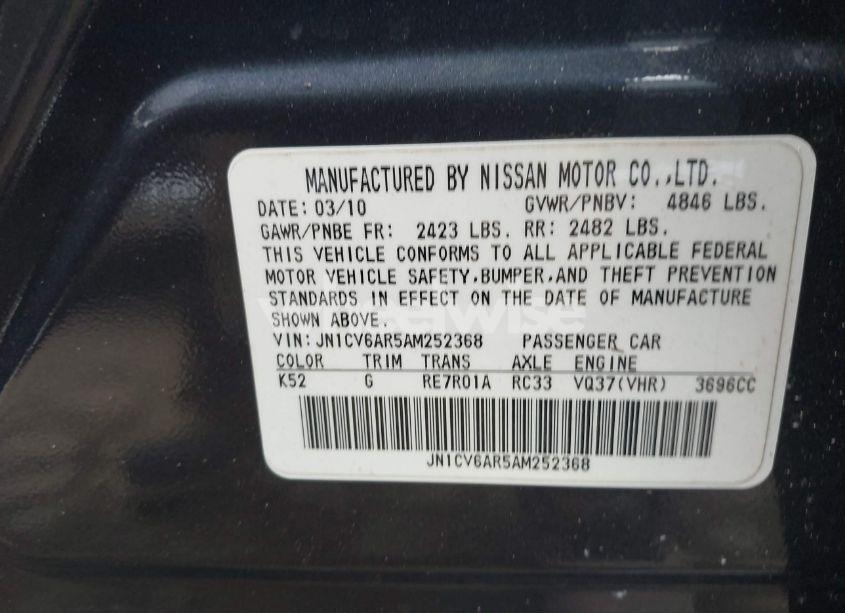 MANUFACTURED BY NISSAN MOTOR CO.,LTD.
DATE: 03/10 GVWR/PNBV: 4846 LBS.
GAWR/PNBE FR: 2423 LBS. RR: 2482 LBS.
THIS VEHICLE CONFORMS TO ALL APPLICABLE FEDERAL
MOTOR VEHICLE SAFETY,BUMPER,AND THEFT PREVENTION
STANDARDS IN EFFECT ON THE DATE OF MANUFACTURE
SHOWN ABOVE.
VIN: JN1CV6AR5AM252368 PASSENGER CAR
COLOR TRIM TRANS AXLE ENGINE
K52 G RE7R01A RC33 VQ37(VHR) 3696CC
JN1CV6AR5AM252368